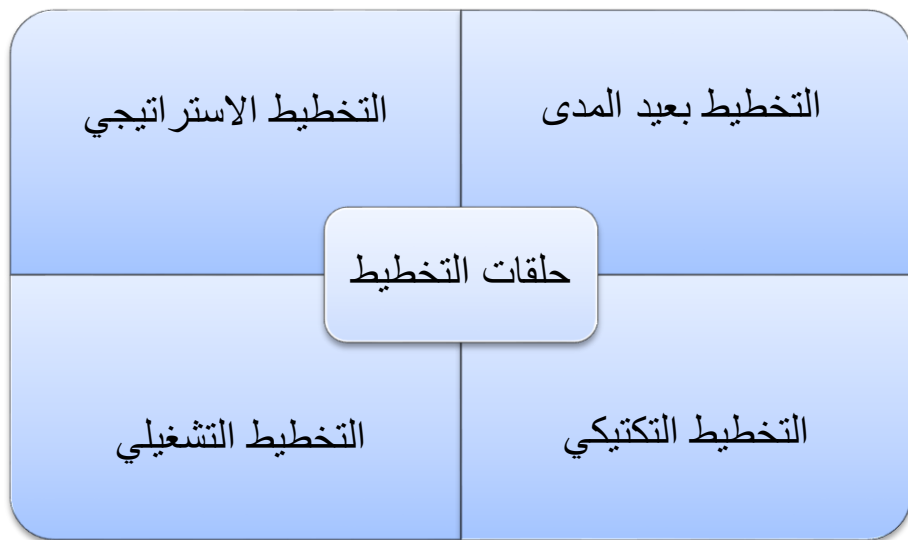 التخطيط بعيد المدى
التخطيط الاستراتيجي
حلقات التخطيط
التخطيط التكتيكي
التخطيط التشغيلي